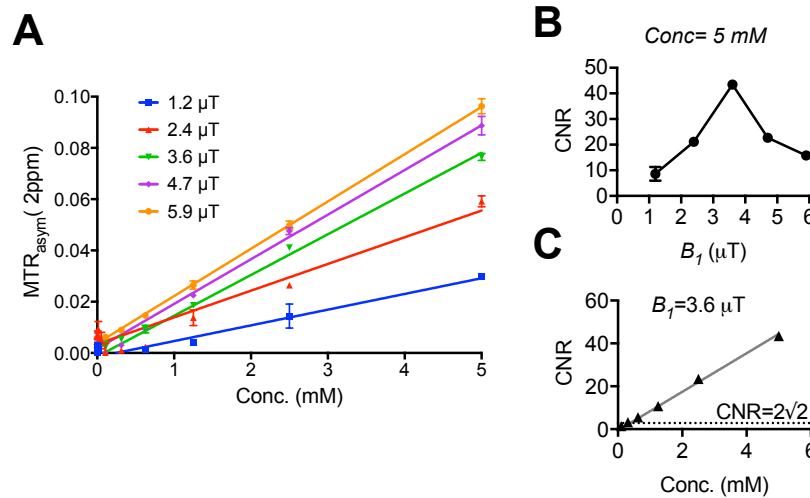 A
1.2 µT
2.4 µT
3.6 µT
4.7 µT
5.9 µT
MTRasym( 2ppm)
0.10
0.08
0.06
0.04
0.02
0.00
0 1 2 3 4 5
Conc. (mM)
B
Conc= 5 mM
CNR
50
40
30
20
10
0
0 1 2 3 4 5 6
B1 (µT)
C
B1=3.6 µT
CNR
60
40
20
0
CNR=2√2
0 2 4 6
Conc. (mM)